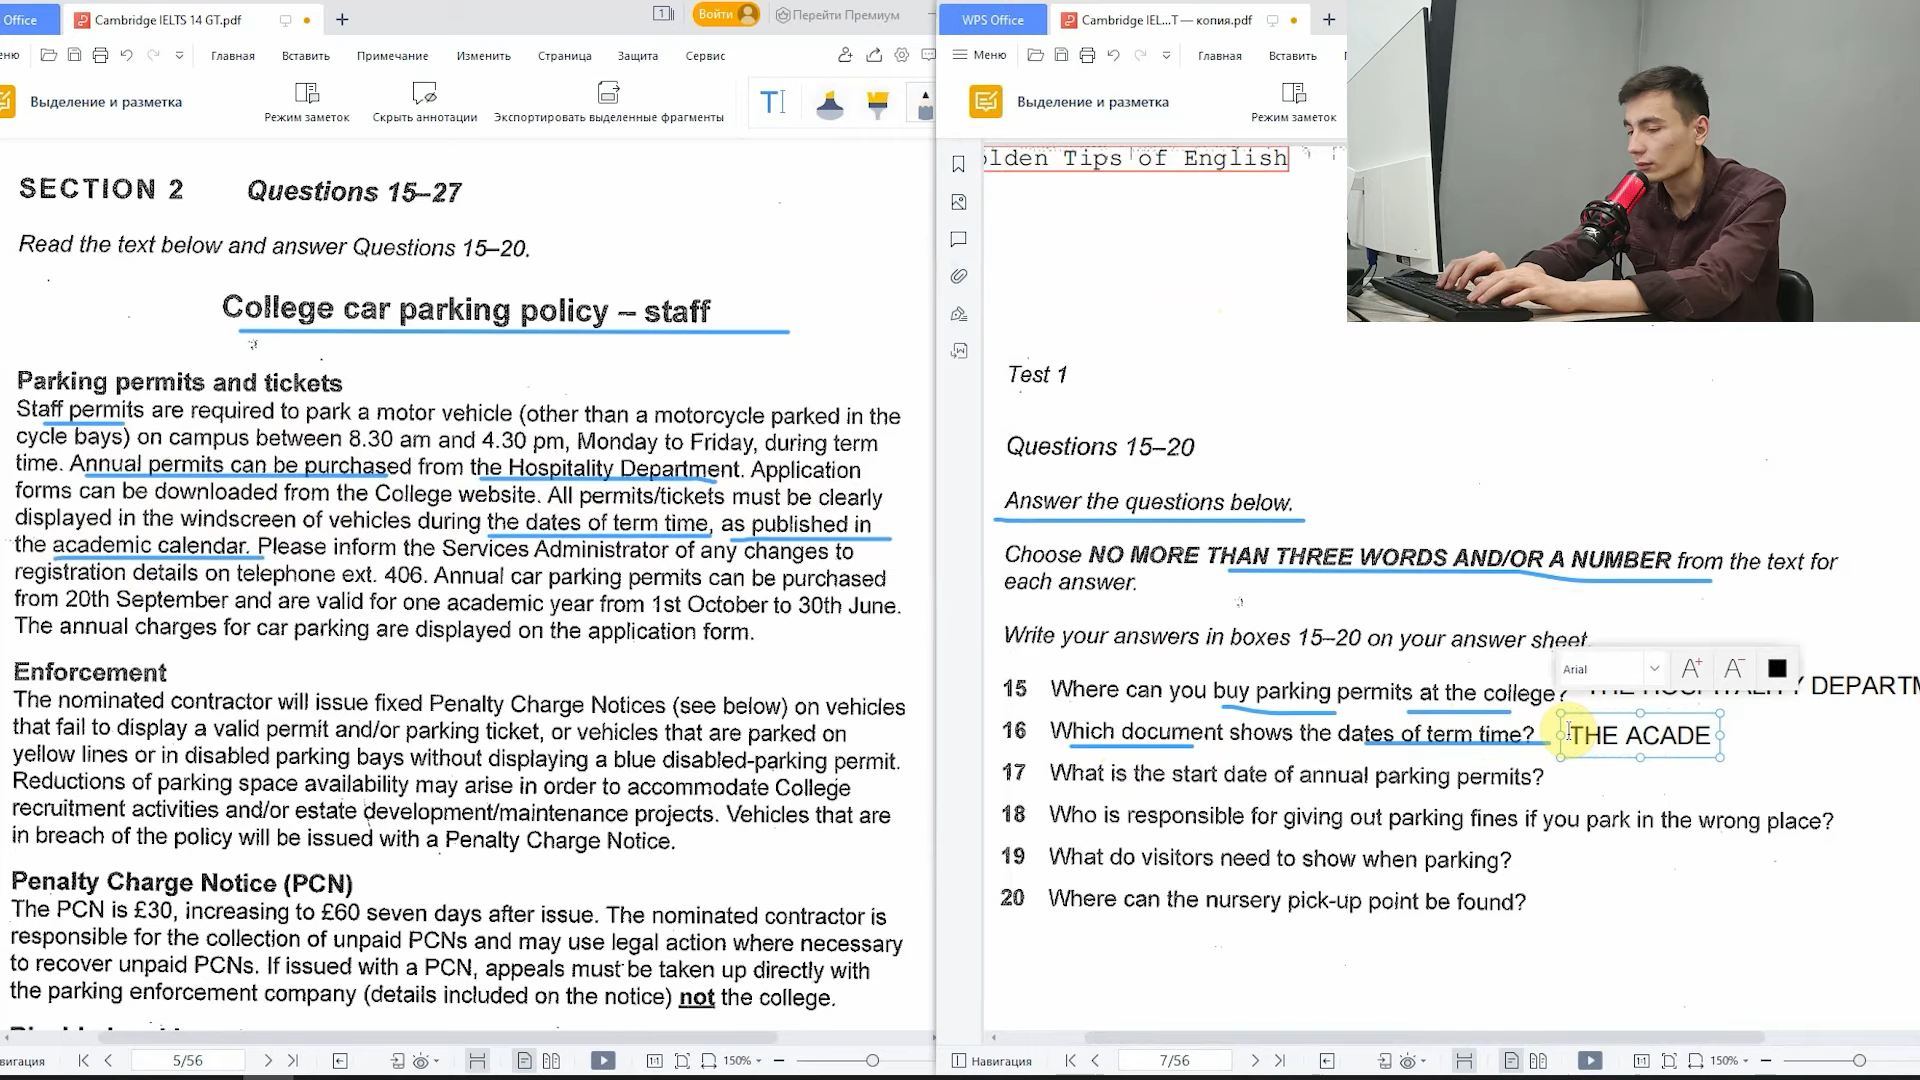 Office
Cambridge IELTS 14 GT.pdf
1
Войти
Перейти Премиум
ню
Главная
Вставить
Примечание
Изменить
Страница
Защита
Сервис
Выделение и разметка
Режим заметок
Скрыть аннотации
Экспортировать выделенные фрагменты
SECTION 2 Questions 15–27
Read the text below and answer Questions 15–20.
College car parking policy – staff
Parking permits and tickets
Staff permits are required to park a motor vehicle (other than a motorcycle parked in the
cycle bays) on campus between 8.30 am and 4.30 pm, Monday to Friday, during term
time. Annual permits can be purchased from the Hospitality Department. Application
forms can be downloaded from the College website. All permits/tickets must be clearly
displayed in the windscreen of vehicles during the dates of term time, as published in
the academic calendar. Please inform the Services Administrator of any changes to
registration details on telephone ext. 406. Annual car parking permits can be purchased
from 20th September and are valid for one academic year from 1st October to 30th June.
The annual charges for car parking are displayed on the application form.
Enforcement
The nominated contractor will issue fixed Penalty Charge Notices (see below) on vehicles
that fail to display a valid permit and/or parking ticket, or vehicles that are parked on
yellow lines or in disabled parking bays without displaying a blue disabled-parking permit.
Reductions of parking space availability may arise in order to accommodate College
recruitment activities and/or estate development/maintenance projects. Vehicles that are
in breach of the policy will be issued with a Penalty Charge Notice.
Penalty Charge Notice (PCN)
The PCN is £30, increasing to £60 seven days after issue. The nominated contractor is
responsible for the collection of unpaid PCNs and may use legal action where necessary
to recover unpaid PCNs. If issued with a PCN, appeals must be taken up directly with
the parking enforcement company (details included on the notice) not the college.
вигация
5/56
150%
WPS Office
Cambridge IEL...T — копия.pdf
Меню
Главная
Вставить
Выделение и разметка
Режим заметок
olden Tips of English
Test 1
Questions 15–20
Answer the questions below.
Choose NO MORE THAN THREE WORDS AND/OR A NUMBER from the text for
each answer.
Write your answers in boxes 15–20 on your answer sheet.
Arial
15 Where can you buy parking permits at the college? THE HOSPITALITY DEPARTM
16 Which document shows the dates of term time? THE ACADE
17 What is the start date of annual parking permits?
18 Who is responsible for giving out parking fines if you park in the wrong place?
19 What do visitors need to show when parking?
20 Where can the nursery pick-up point be found?
Навигация
7/56
150%